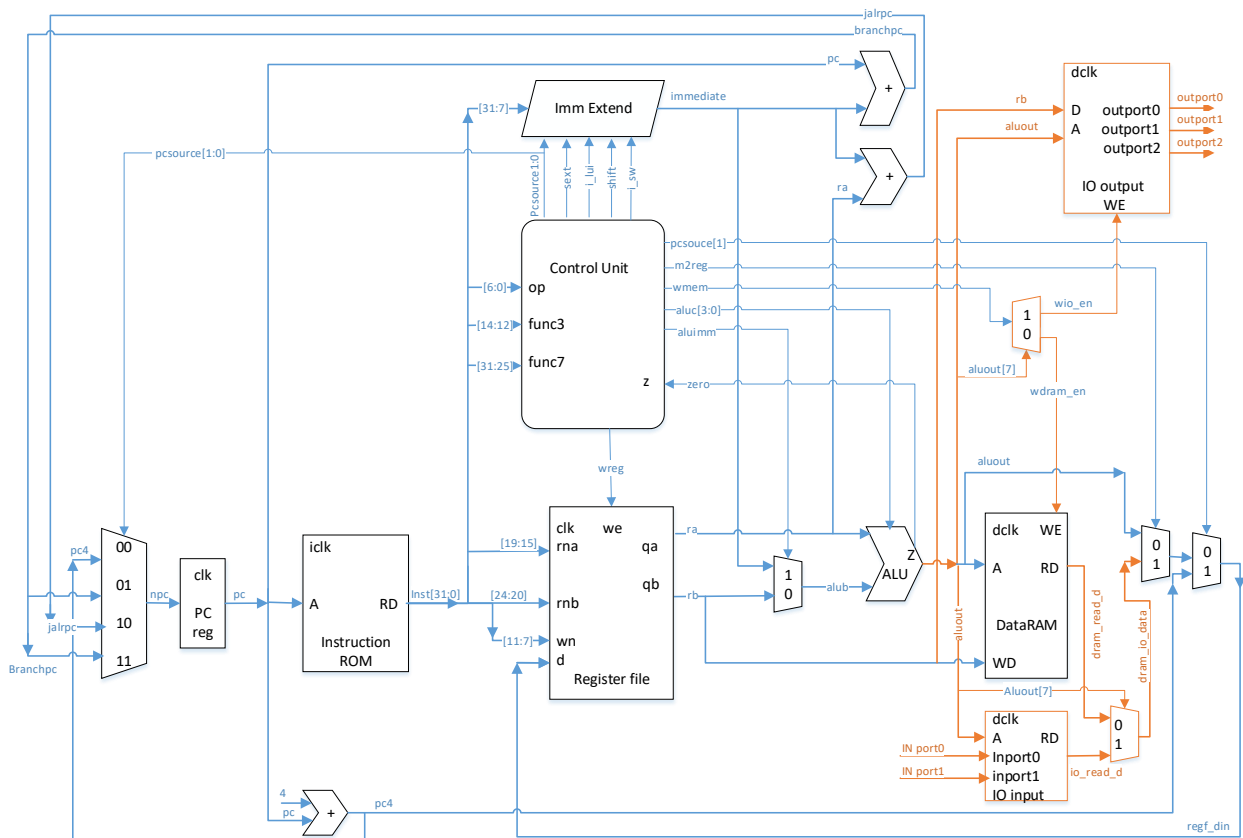 jalrpc
branchpc
pc
+
dclk
D
A
outport0
outport1
outport2
IO output
WE
rb
aluout
outport0
outport1
outport2
[31:7]
Imm Extend
immediate
+
ra
pcsource[1:0]
Pcsource1:0
sext
i_lui
shift
i_sw
Control Unit
op
func3
func7
z
[6:0]
[14:12]
[31:25]
pcsouce[1]
m2reg
wmem
aluc[3:0]
aluimm
zero
1
0
wio_en
aluout[7]
wdram_en
wreg
pc4
00
01
10
11
jalrpc
Branchpc
npc
clk
PC
reg
pc
iclk
A
RD
Instruction
ROM
Inst[31:0]
[19:15]
[24:20]
[11:7]
clk
we
rna
qa
qb
rnb
wn
d
Register file
ra
rb
1
0
alub
Z
ALU
aluout
aluout
dclk
WE
A
RD
DataRAM
WD
dram_read_d
dram_io_data
0
1
0
1
Aluout[7]
dclk
A
RD
Inport0
inport1
IO input
IN port0
IN port1
io_read_d
0
1
4
pc
+
pc4
regf_din